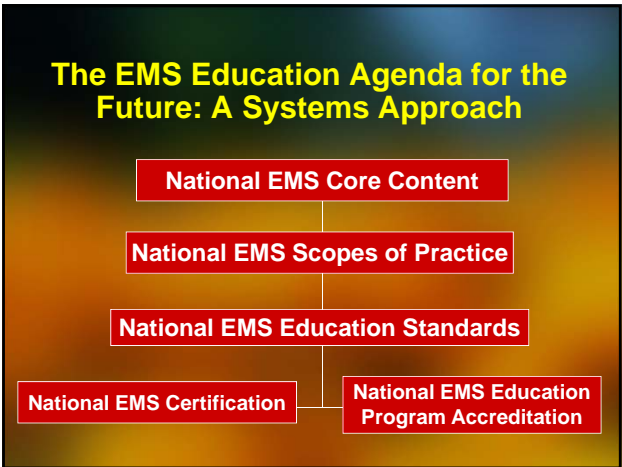 The EMS Education Agenda for the
Future: A Systems Approach
National EMS Core Content
National EMS Scopes of Practice
National EMS Education Standards
National EMS Certification
National EMS Education
Program Accreditation